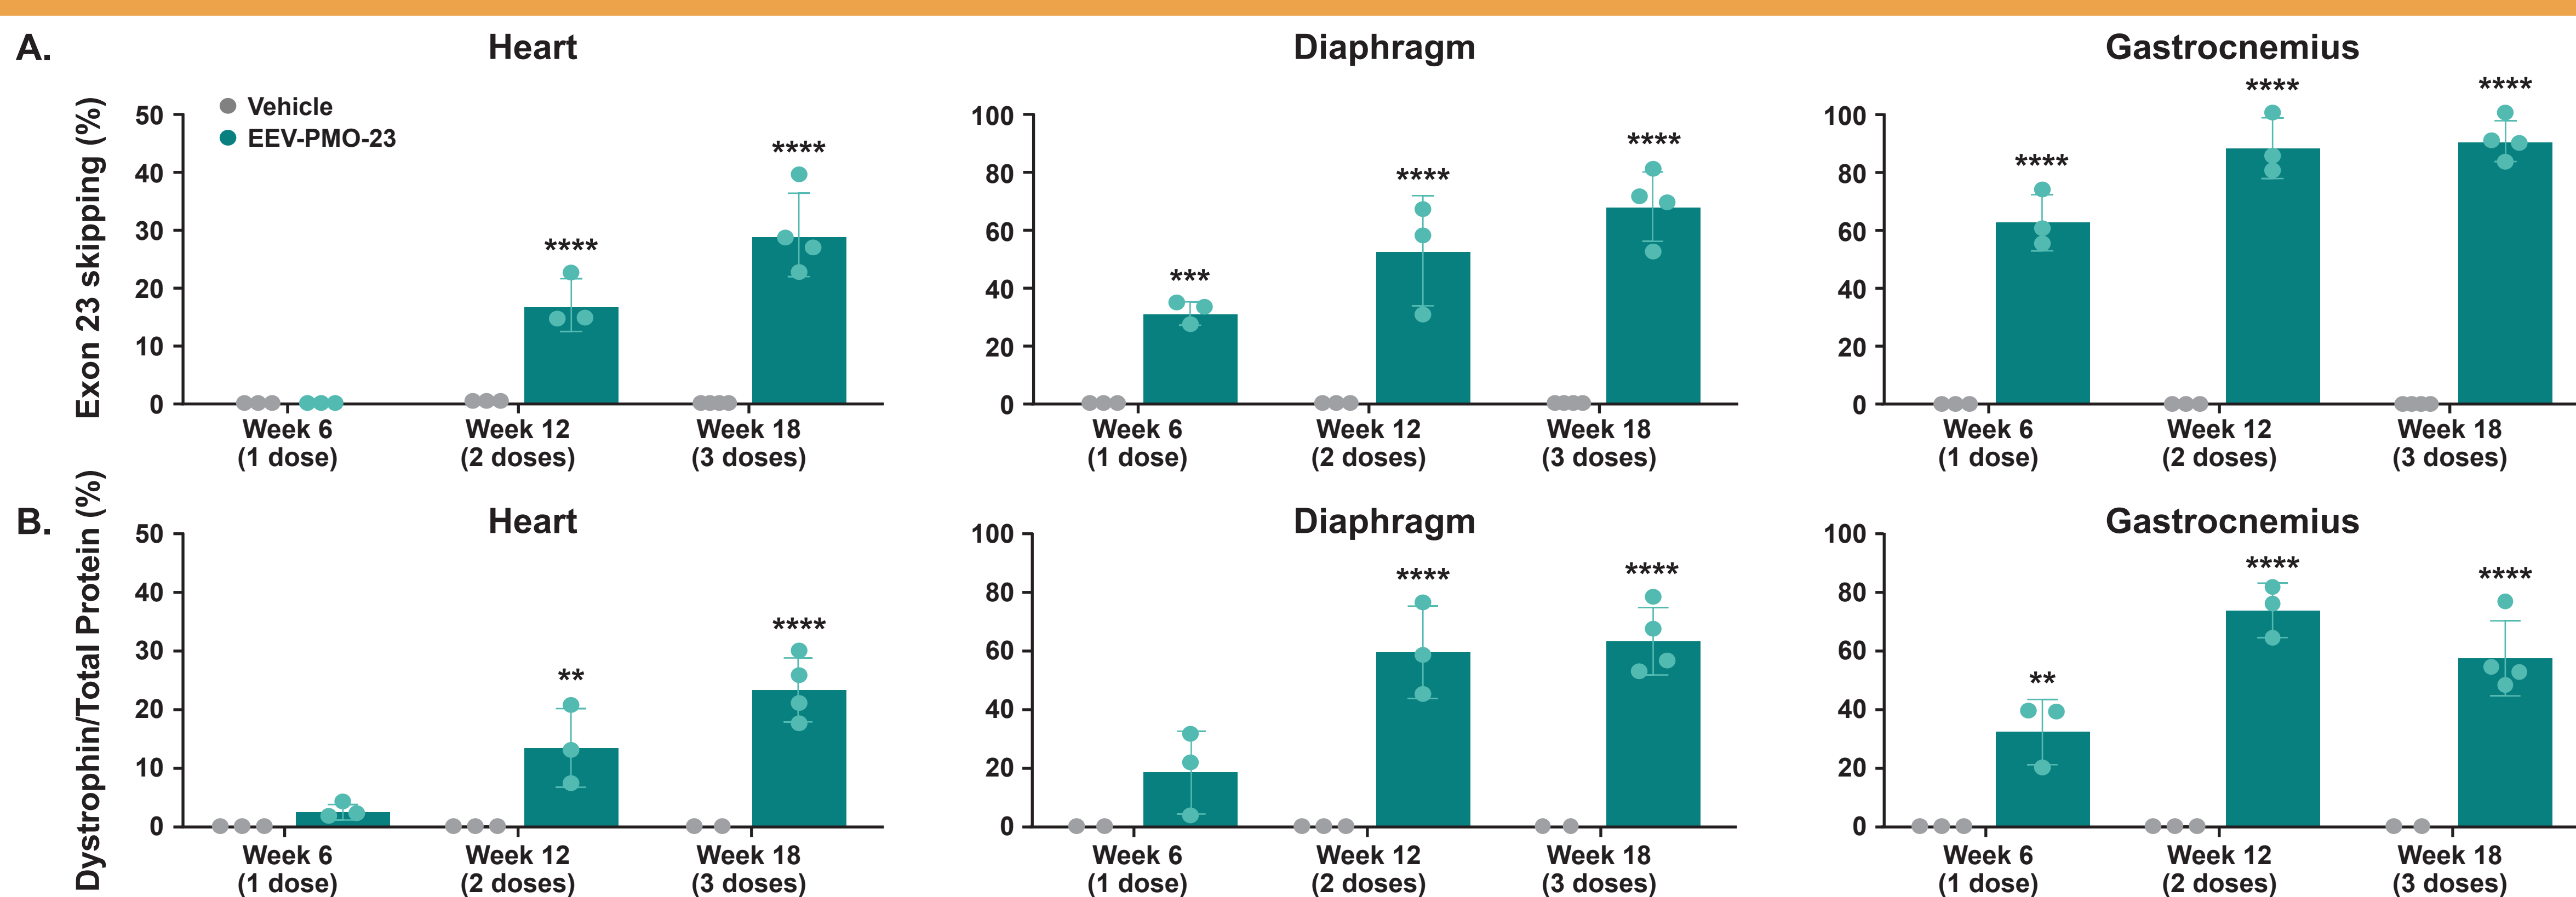 A.
Heart
Diaphragm
Gastrocnemius
Exon 23 skipping (%)
Vehicle
EEV-PMO-23
50
40
30
20
10
0
****
****
Week 6
(1 dose)
Week 12
(2 doses)
Week 18
(3 doses)
100
80
60
40
20
0
***
****
****
Week 6
(1 dose)
Week 12
(2 doses)
Week 18
(3 doses)
100
80
60
40
20
0
****
****
****
Week 6
(1 dose)
Week 12
(2 doses)
Week 18
(3 doses)
B.
Heart
Diaphragm
Gastrocnemius
Dystrophin/Total Protein (%)
50
40
30
20
10
0
**
****
Week 6
(1 dose)
Week 12
(2 doses)
Week 18
(3 doses)
100
80
60
40
20
0
****
****
Week 6
(1 dose)
Week 12
(2 doses)
Week 18
(3 doses)
100
80
60
40
20
0
**
****
****
Week 6
(1 dose)
Week 12
(2 doses)
Week 18
(3 doses)